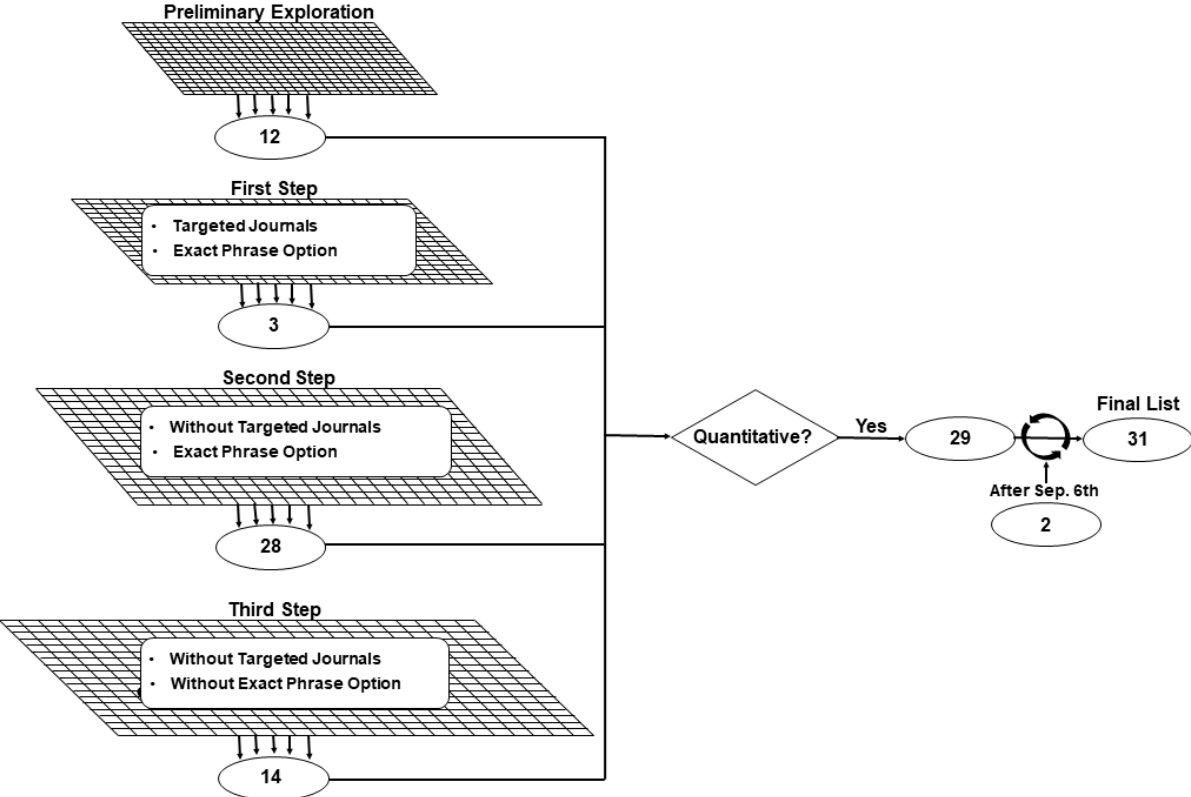 Preliminary Exploration
12
First Step
• Targeted Journals
• Exact Phrase Option
3
Second Step
• Without Targeted Journals
• Exact Phrase Option
28
Third Step
• Without Targeted Journals
• Without Exact Phrase Option
14
Quantitative?
Yes
29
Final List
31
After Sep. 6th
2